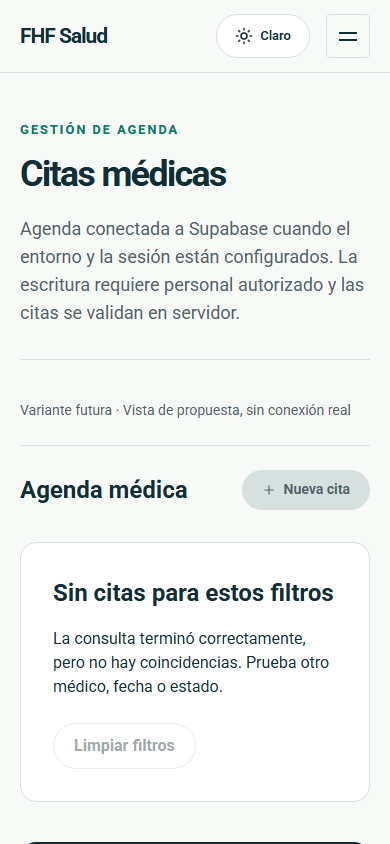 FHF Salud
Claro
GESTIÓN DE AGENDA
Citas médicas
Agenda conectada a Supabase cuando el
entorno y la sesión están configurados. La
escritura requiere personal autorizado y las
citas se validan en servidor.
Variante futura · Vista de propuesta, sin conexión real
Agenda médica
+ Nueva cita
Sin citas para estos filtros
La consulta terminó correctamente,
pero no hay coincidencias. Prueba otro
médico, fecha o estado.
Limpiar filtros